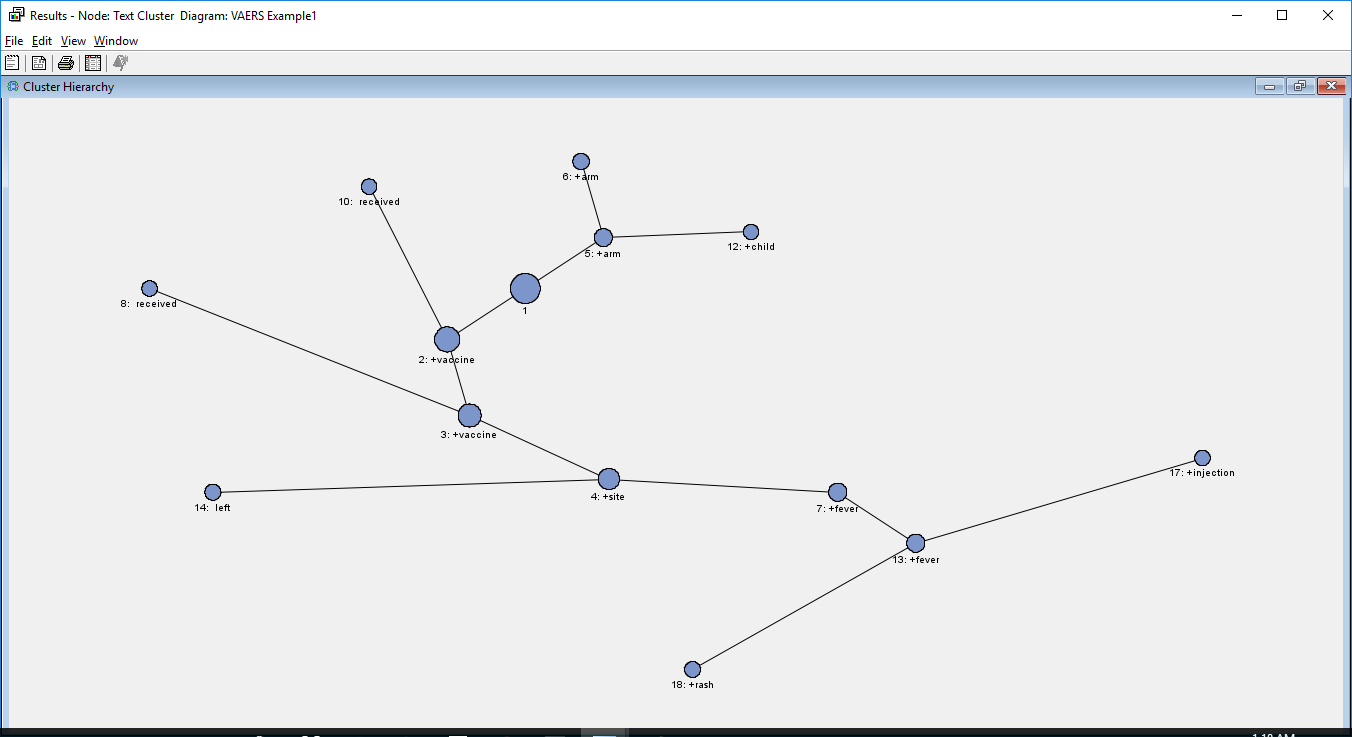 Results - Node: Text Cluster Diagram: VAERS Example1
File Edit View Window
Cluster Hierarchy
6: +arm
10: received
12: +child
5: +arm
8: received
1
2: +vaccine
3: +vaccine
17: +injection
4: +site
14: left
7: +fever
13: +fever
18: +rash